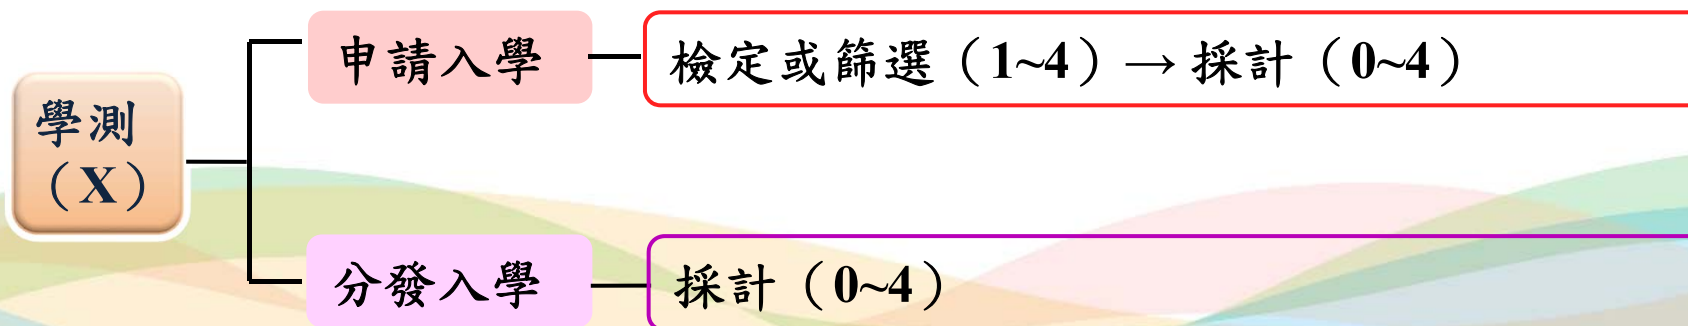 學測
（X）
申請入學
檢定或篩選（1~4）→ 採計（0~4）
分發入學
採計（0~4）